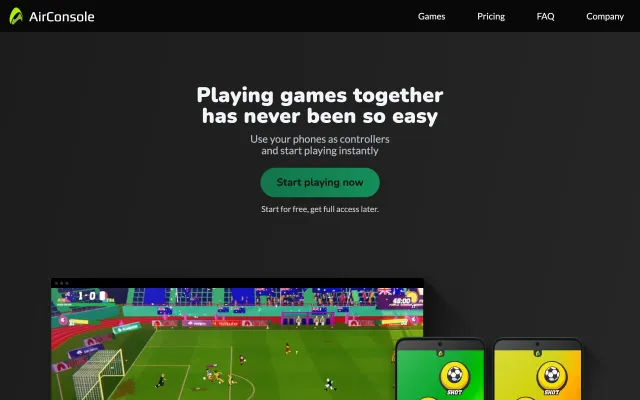 AirConsole
Games
Pricing
FAQ
Company
Playing games together
has never been so easy
Use your phones as controllers
and start playing instantly
Start playing now
Start for free, get full access later.
1 - 0
SHOT
SHOT